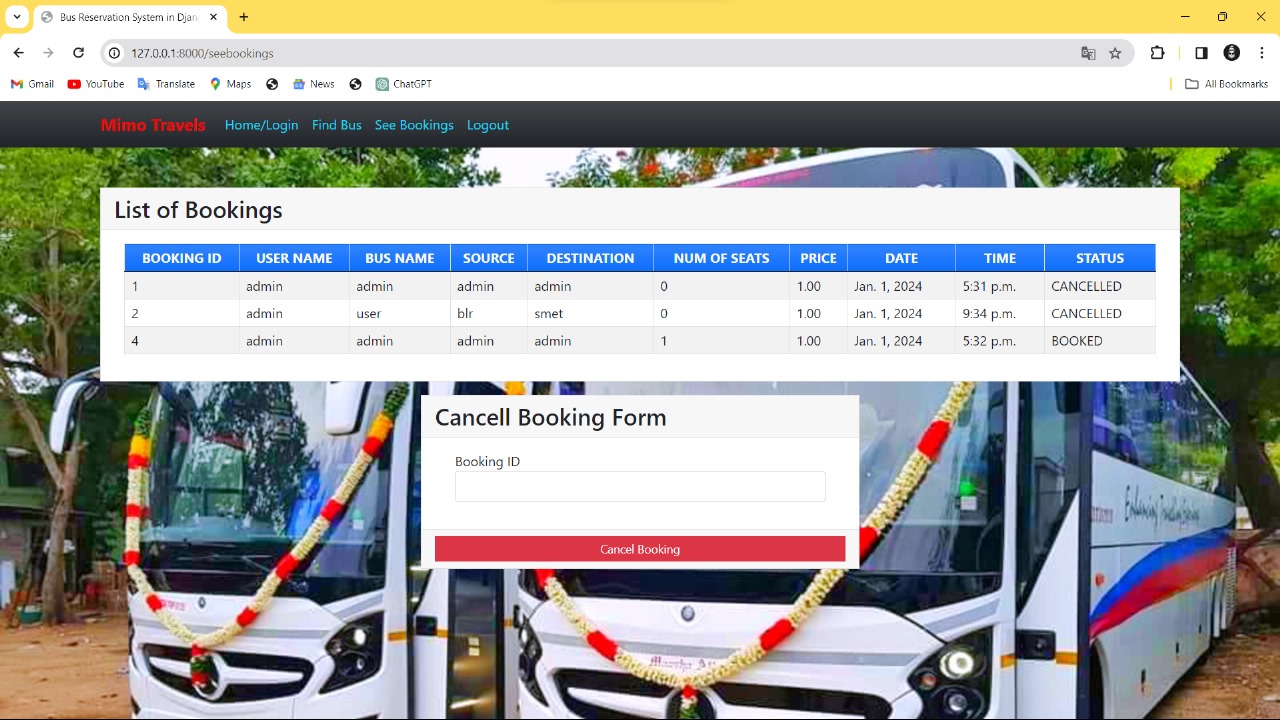 Bus Reservation System in Djan
127.0.0.1:8000/seebookings
Gmail YouTube Translate Maps News ChatGPT All Bookmarks
Mimo Travels Home/Login Find Bus See Bookings Logout
List of Bookings
BOOKING ID USER NAME BUS NAME SOURCE DESTINATION NUM OF SEATS PRICE DATE TIME STATUS
1 admin admin admin admin 0 1.00 Jan. 1, 2024 5:31 p.m. CANCELLED
2 admin user blr smet 0 1.00 Jan. 1, 2024 9:34 p.m. CANCELLED
4 admin admin admin admin 1 1.00 Jan. 1, 2024 5:32 p.m. BOOKED
Cancell Booking Form
Booking ID
Cancel Booking